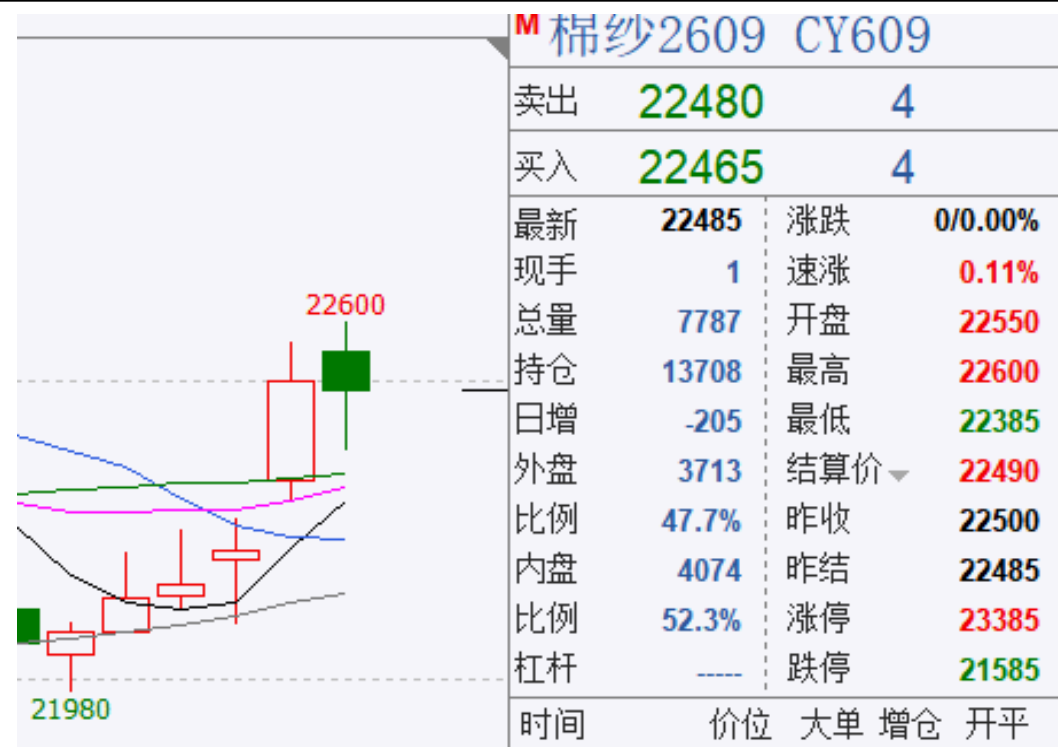 M 棉纱2609 CY609
卖出 22480 4
买入 22465 4
最新 22485 涨跌 0/0.00%
现手 1 速涨 0.11%
总量 7787 开盘 22550
持仓 13708 最高 22600
日增 -205 最低 22385
外盘 3713 结算价 22490
比例 47.7% 昨收 22500
内盘 4074 昨结 22485
比例 52.3% 涨停 23385
杠杆 ----- 跌停 21585
时间 价位 大单 增仓 开平
22600
21980